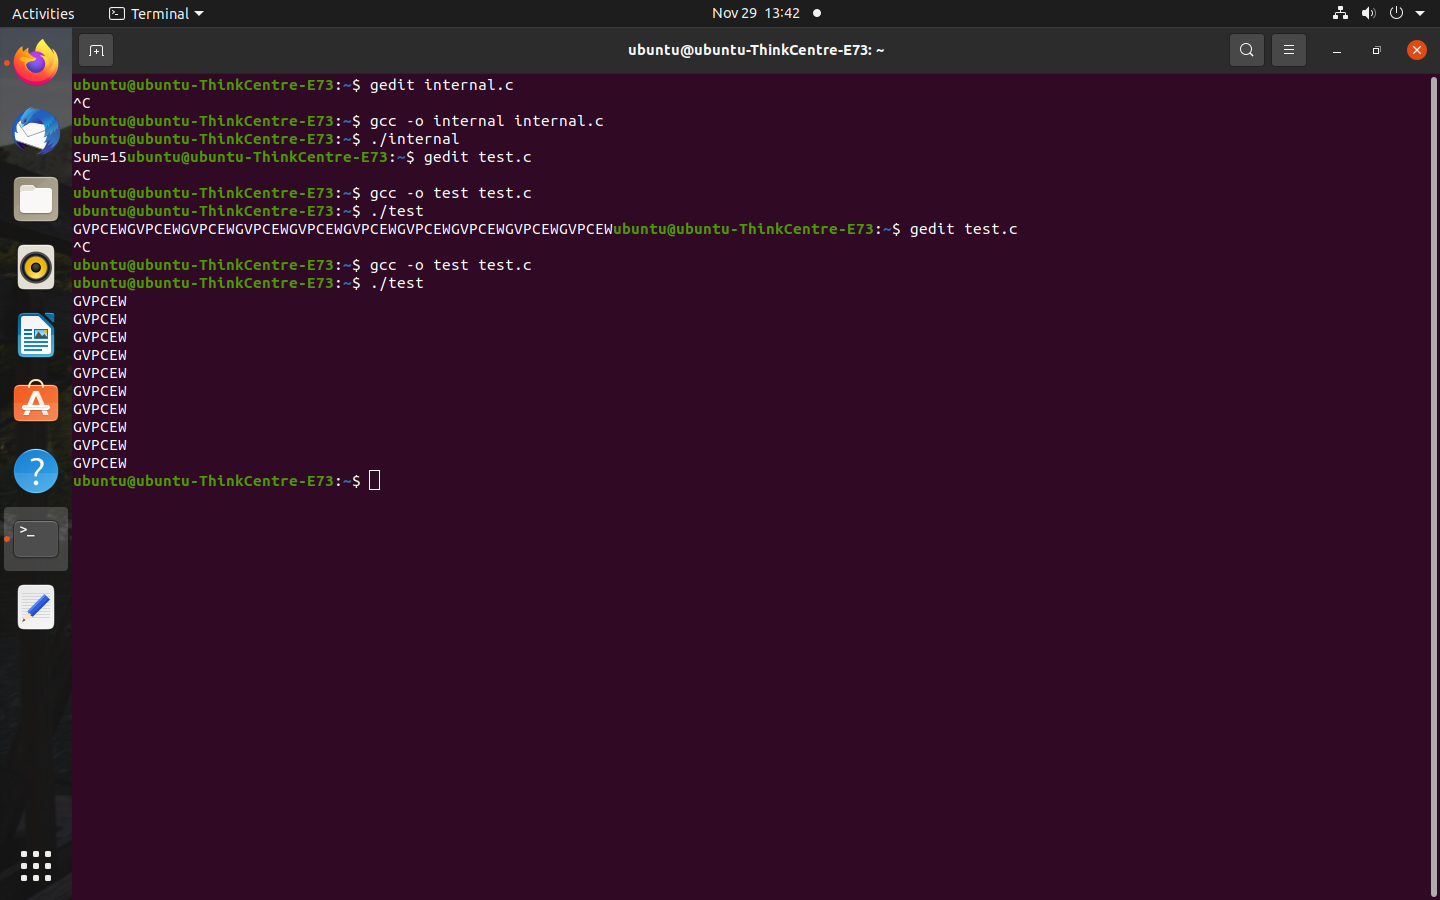 Activities Terminal Nov 29 13:42
ubuntu@ubuntu-ThinkCentre-E73: ~
ubuntu@ubuntu-ThinkCentre-E73:~$ gedit internal.c
^C
ubuntu@ubuntu-ThinkCentre-E73:~$ gcc -o internal internal.c
ubuntu@ubuntu-ThinkCentre-E73:~$ ./internal
Sum=15ubuntu@ubuntu-ThinkCentre-E73:~$ gedit test.c
^C
ubuntu@ubuntu-ThinkCentre-E73:~$ gcc -o test test.c
ubuntu@ubuntu-ThinkCentre-E73:~$ ./test
GVPCEWGVPCEWGVPCEWGVPCEWGVPCEWGVPCEWGVPCEWGVPCEWGVPCEWGVPCEWubuntu@ubuntu-ThinkCentre-E73:~$ gedit test.c
^C
ubuntu@ubuntu-ThinkCentre-E73:~$ gcc -o test test.c
ubuntu@ubuntu-ThinkCentre-E73:~$ ./test
GVPCEW
GVPCEW
GVPCEW
GVPCEW
GVPCEW
GVPCEW
GVPCEW
GVPCEW
GVPCEW
GVPCEW
ubuntu@ubuntu-ThinkCentre-E73:~$